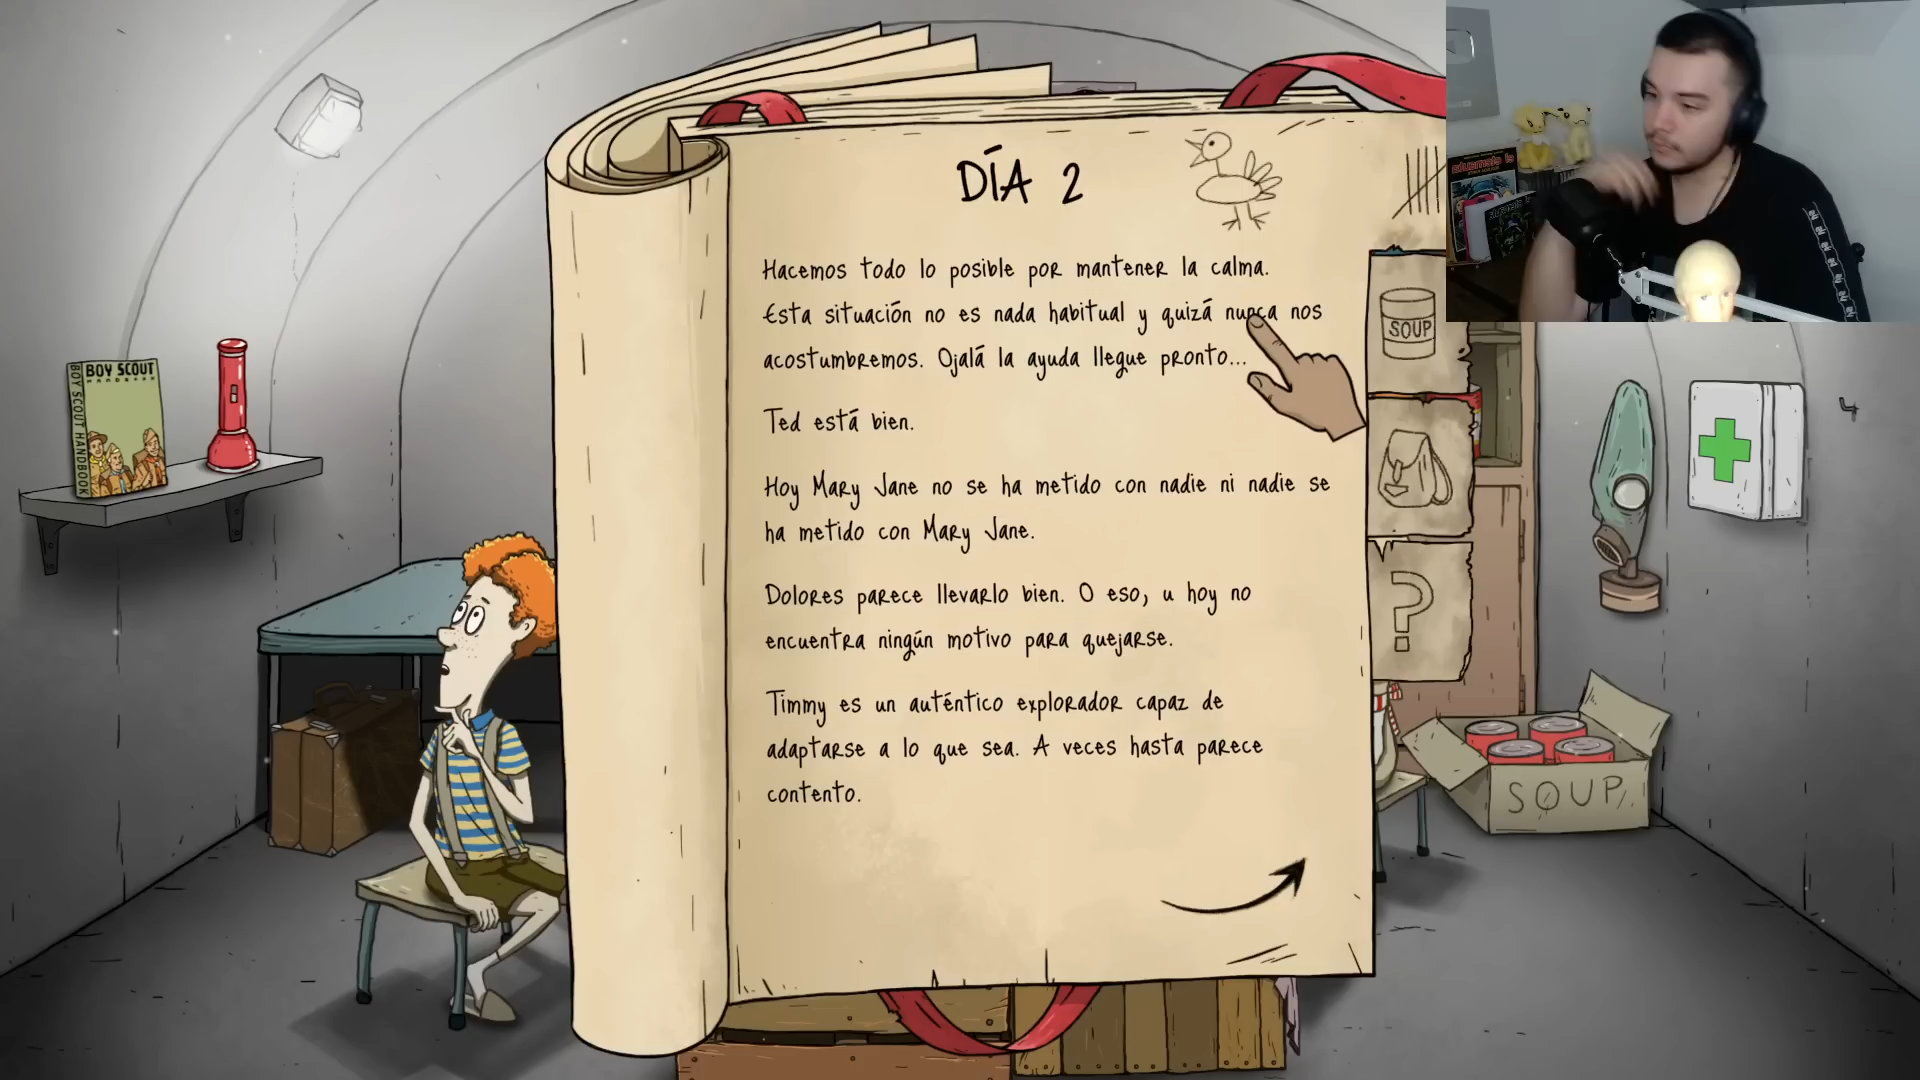 DÍA 2
Hacemos todo lo posible por mantener la calma.
Esta situación no es nada habitual y quizá nunca nos
acostumbremos. Ojalá la ayuda llegue pronto...
Ted está bien.
Hoy Mary Jane no se ha metido con nadie ni nadie se
ha metido con Mary Jane.
Dolores parece llevarlo bien. O eso, u hoy no
encuentra ningún motivo para quejarse.
Timmy es un auténtico explorador capaz de
adaptarse a lo que sea. A veces hasta parece
contento.
BOY SCOUT
HANDBOOK
BOY SCOUT HANDBOOK
SOUP
?
SOUP